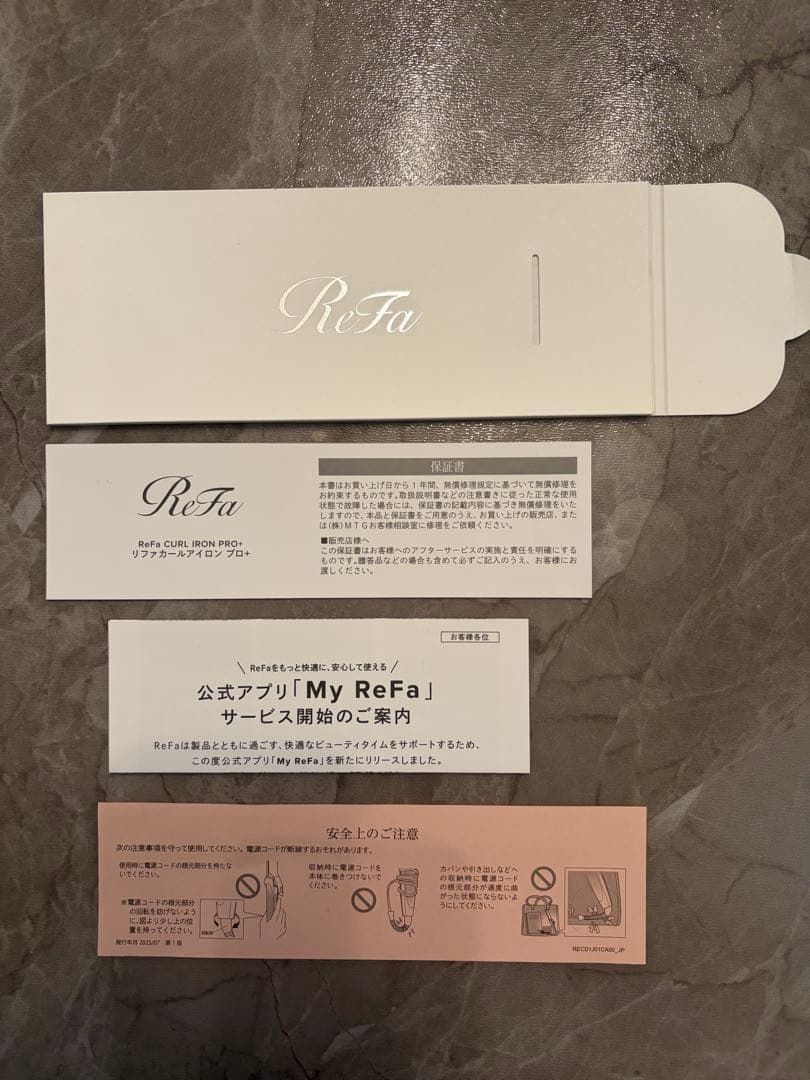 ReFa
ReFa
ReFa CURL IRON PRO+
リファカールアイロン プロ+
保証書
本書はお買い上げ日から1年間、無償修理規定に基づいて無償修理を
お約束するものです。取扱説明書などの注意書きに従った正常な使用
状態で故障した場合には、保証書の記載内容に基づき無償修理をいた
しますので、本品と保証書をご用意のうえ、お買い上げの販売店、また
は(株)MTGお客様相談室に修理をご依頼ください。
■販売店様へ
この保証書はお客様へのアフターサービスの実施と責任を明確にする
ものです。贈答品などの場合も含めて必ずご記入のうえ、お客様にお
渡しください。
お客様各位
\ ReFaをもっと快適に、安心して使える /
公式アプリ「My ReFa」
サービス開始のご案内
ReFaは製品とともに過ごす、快適なビューティタイムをサポートするため、
この度公式アプリ「My ReFa」を新たにリリースしました。
安全上のご注意
次の注意事項を守って使用してください。電源コードが断線するおそれがあります。
使用時に電源コードの根元部分を持たな
いでください。
※電源コードの根元部分
の回転を妨げないよう
に、図より少し上の位
置を持ってください。
収納時に電源コードを
本体に巻きつけないで
ください。
カバンや引き出しなどへ
の収納時に電源コード
の根元部分が過度に曲
がった状態にならないよ
うにしてください。
発行年月 2025/07 第1版
RECD1J01CA00_JP